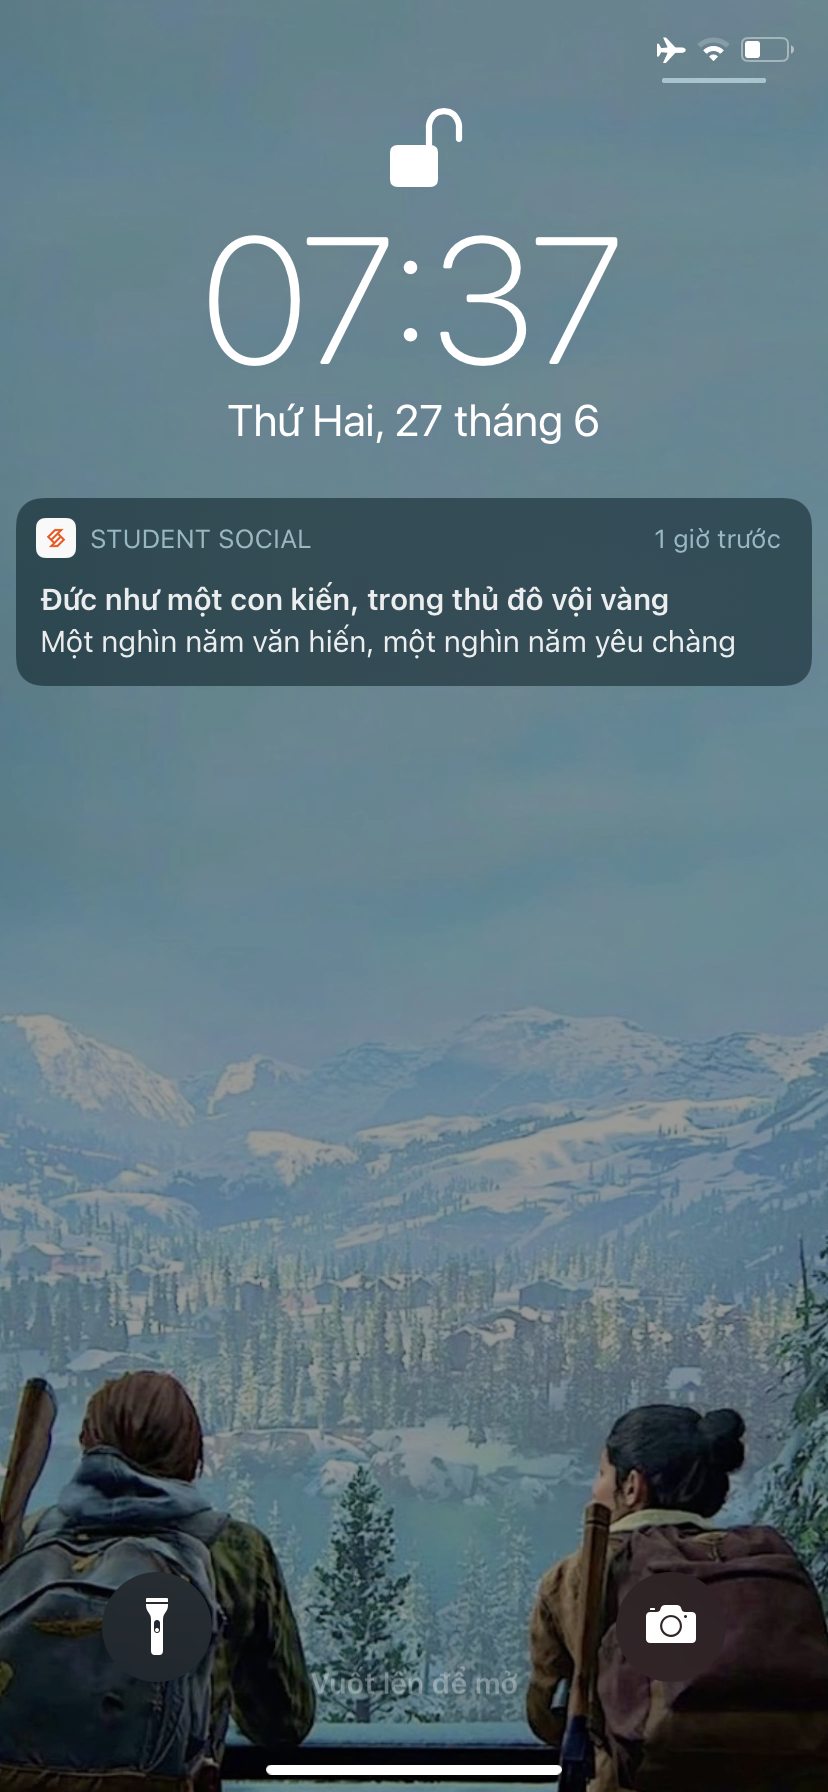 07:37
Thứ Hai, 27 tháng 6
STUDENT SOCIAL
1 giờ trước
Đức như một con kiến, trong thủ đô vội vàng
Một nghìn năm văn hiến, một nghìn năm yêu chàng
Vuốt lên để mở